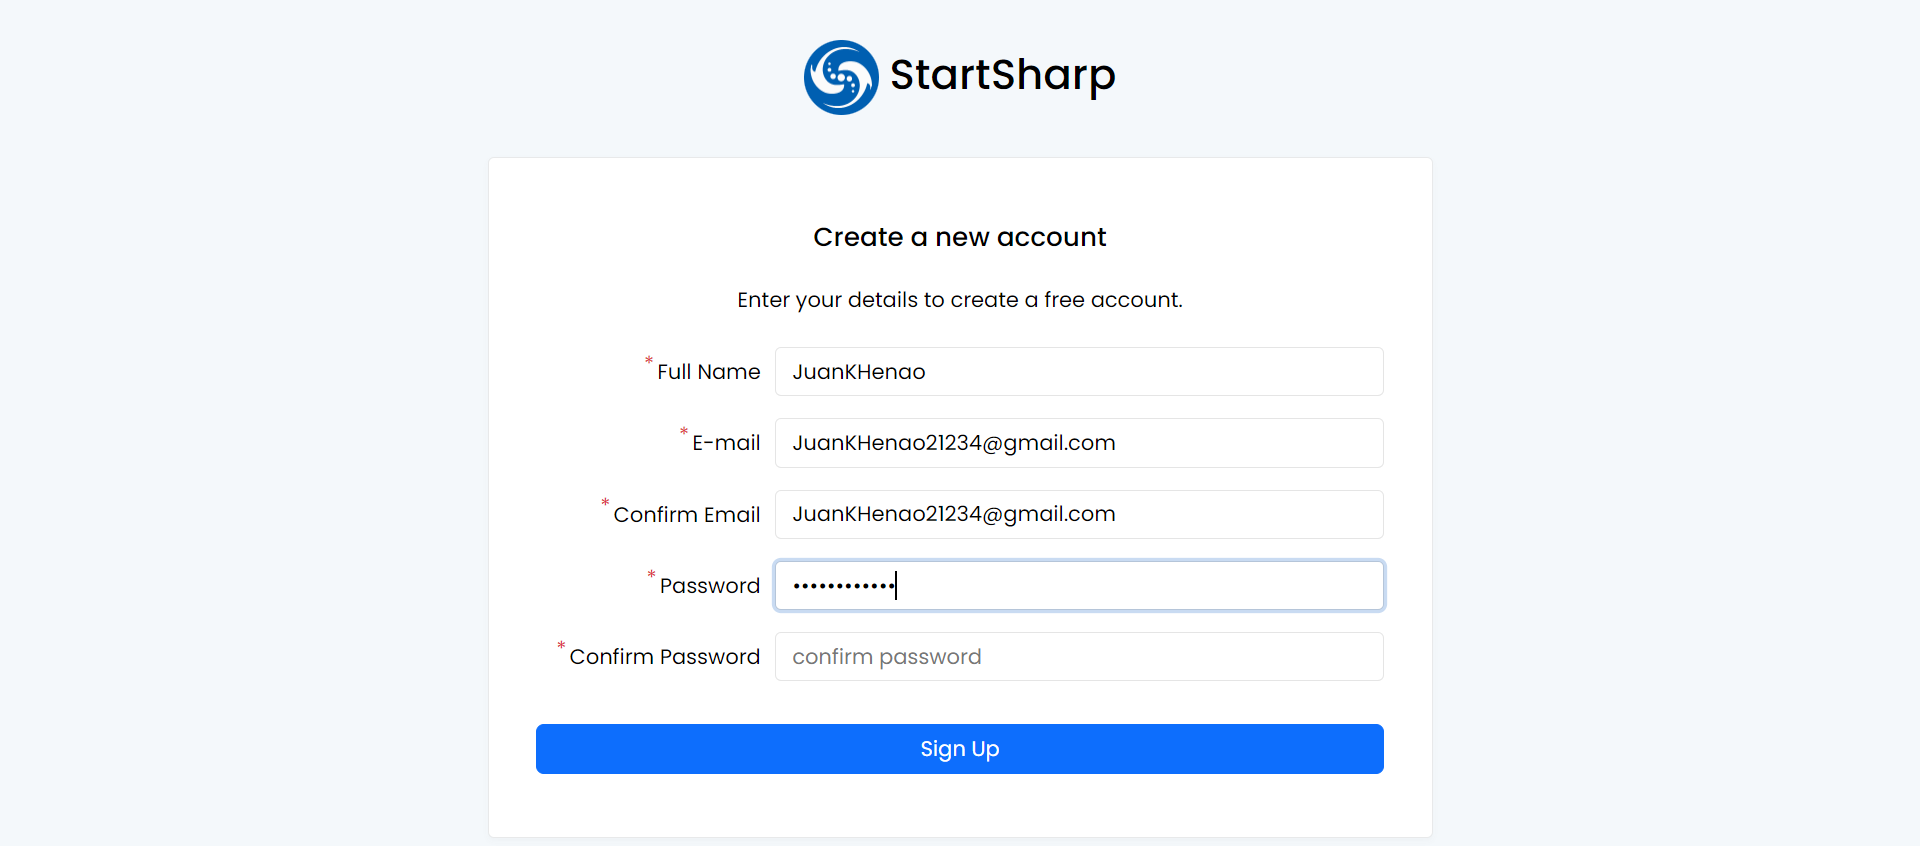 StartSharp
Create a new account
Enter your details to create a free account.
* Full Name JuanKHenao
* E-mail JuanKHenao21234@gmail.com
* Confirm Email JuanKHenao21234@gmail.com
* Password ••••••••••••
* Confirm Password confirm password
Sign Up